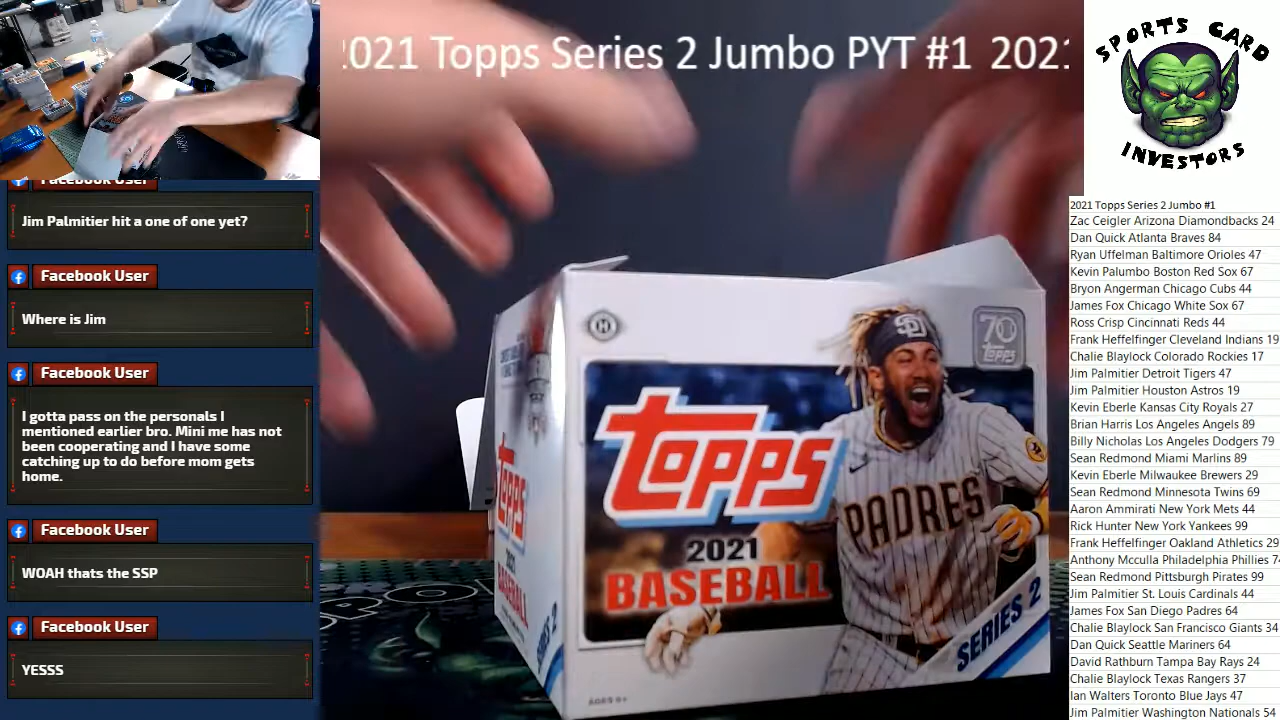 2021 Topps Series 2 Jumbo PYT #1 2021
SPORTS CARD
INVESTORS
Facebook User
Jim Palmitier hit a one of one yet?
Facebook User
Where is Jim
Facebook User
I gotta pass on the personals I
mentioned earlier bro. Mini me has not
been cooperating and I have some
catching up to do before mom gets
home.
Facebook User
WOAH thats the SSP
Facebook User
YESSS
H
70
topps
SD
TOPPS
2021
BASEBALL
PADRES
SERIES 2
TOPPS
2021
BASEBALL
2
AGES 9+
2021 Topps Series 2 Jumbo #1
Zac Ceigler Arizona Diamondbacks 24
Dan Quick Atlanta Braves 84
Ryan Uffelman Baltimore Orioles 47
Kevin Palumbo Boston Red Sox 67
Bryon Angerman Chicago Cubs 44
James Fox Chicago White Sox 67
Ross Crisp Cincinnati Reds 44
Frank Heffelfinger Cleveland Indians 19
Chalie Blaylock Colorado Rockies 17
Jim Palmitier Detroit Tigers 47
Jim Palmitier Houston Astros 19
Kevin Eberle Kansas City Royals 27
Brian Harris Los Angeles Angels 89
Billy Nicholas Los Angeles Dodgers 79
Sean Redmond Miami Marlins 89
Kevin Eberle Milwaukee Brewers 29
Sean Redmond Minnesota Twins 69
Aaron Ammirati New York Mets 44
Rick Hunter New York Yankees 99
Frank Heffelfinger Oakland Athletics 29
Anthony Mcculla Philadelphia Phillies 74
Sean Redmond Pittsburgh Pirates 99
Jim Palmitier St. Louis Cardinals 44
James Fox San Diego Padres 64
Chalie Blaylock San Francisco Giants 34
Dan Quick Seattle Mariners 64
David Rathburn Tampa Bay Rays 24
Chalie Blaylock Texas Rangers 37
Ian Walters Toronto Blue Jays 47
Jim Palmitier Washington Nationals 54